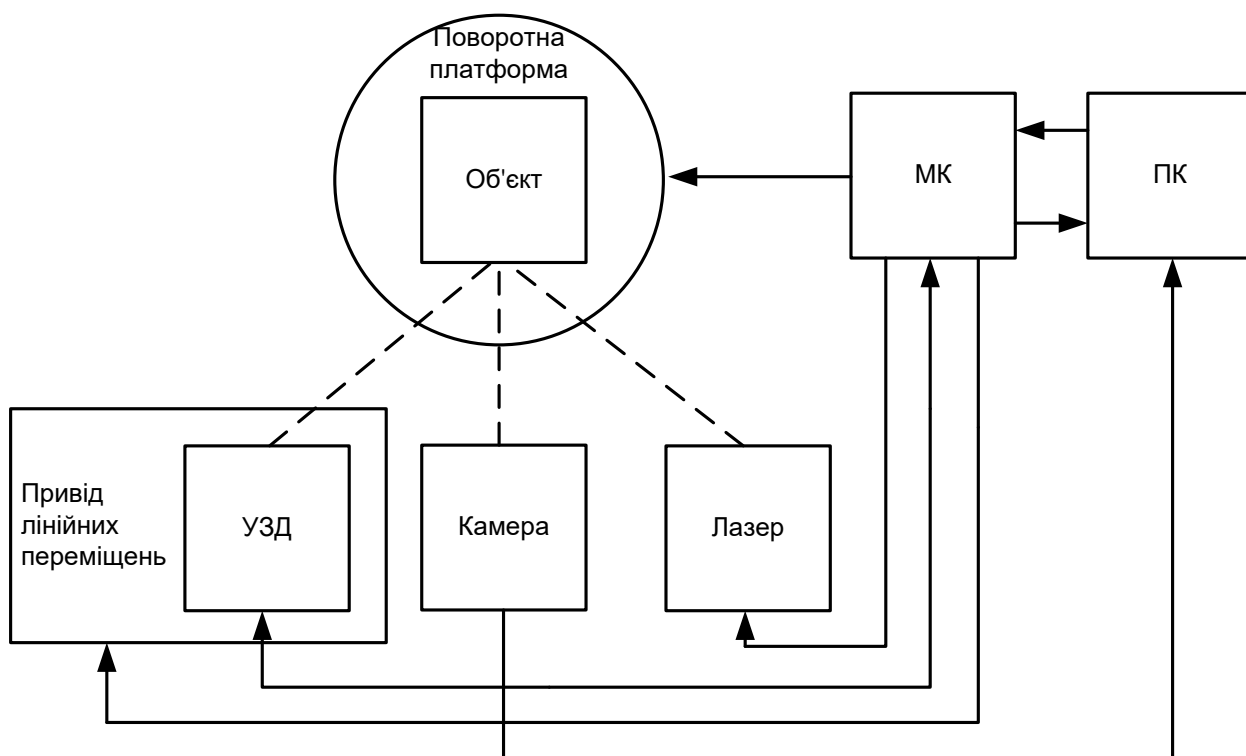 Поворотна
платформа
Об'єкт
МК
ПК
Привід
лінійних
переміщень
УЗД
Камера
Лазер